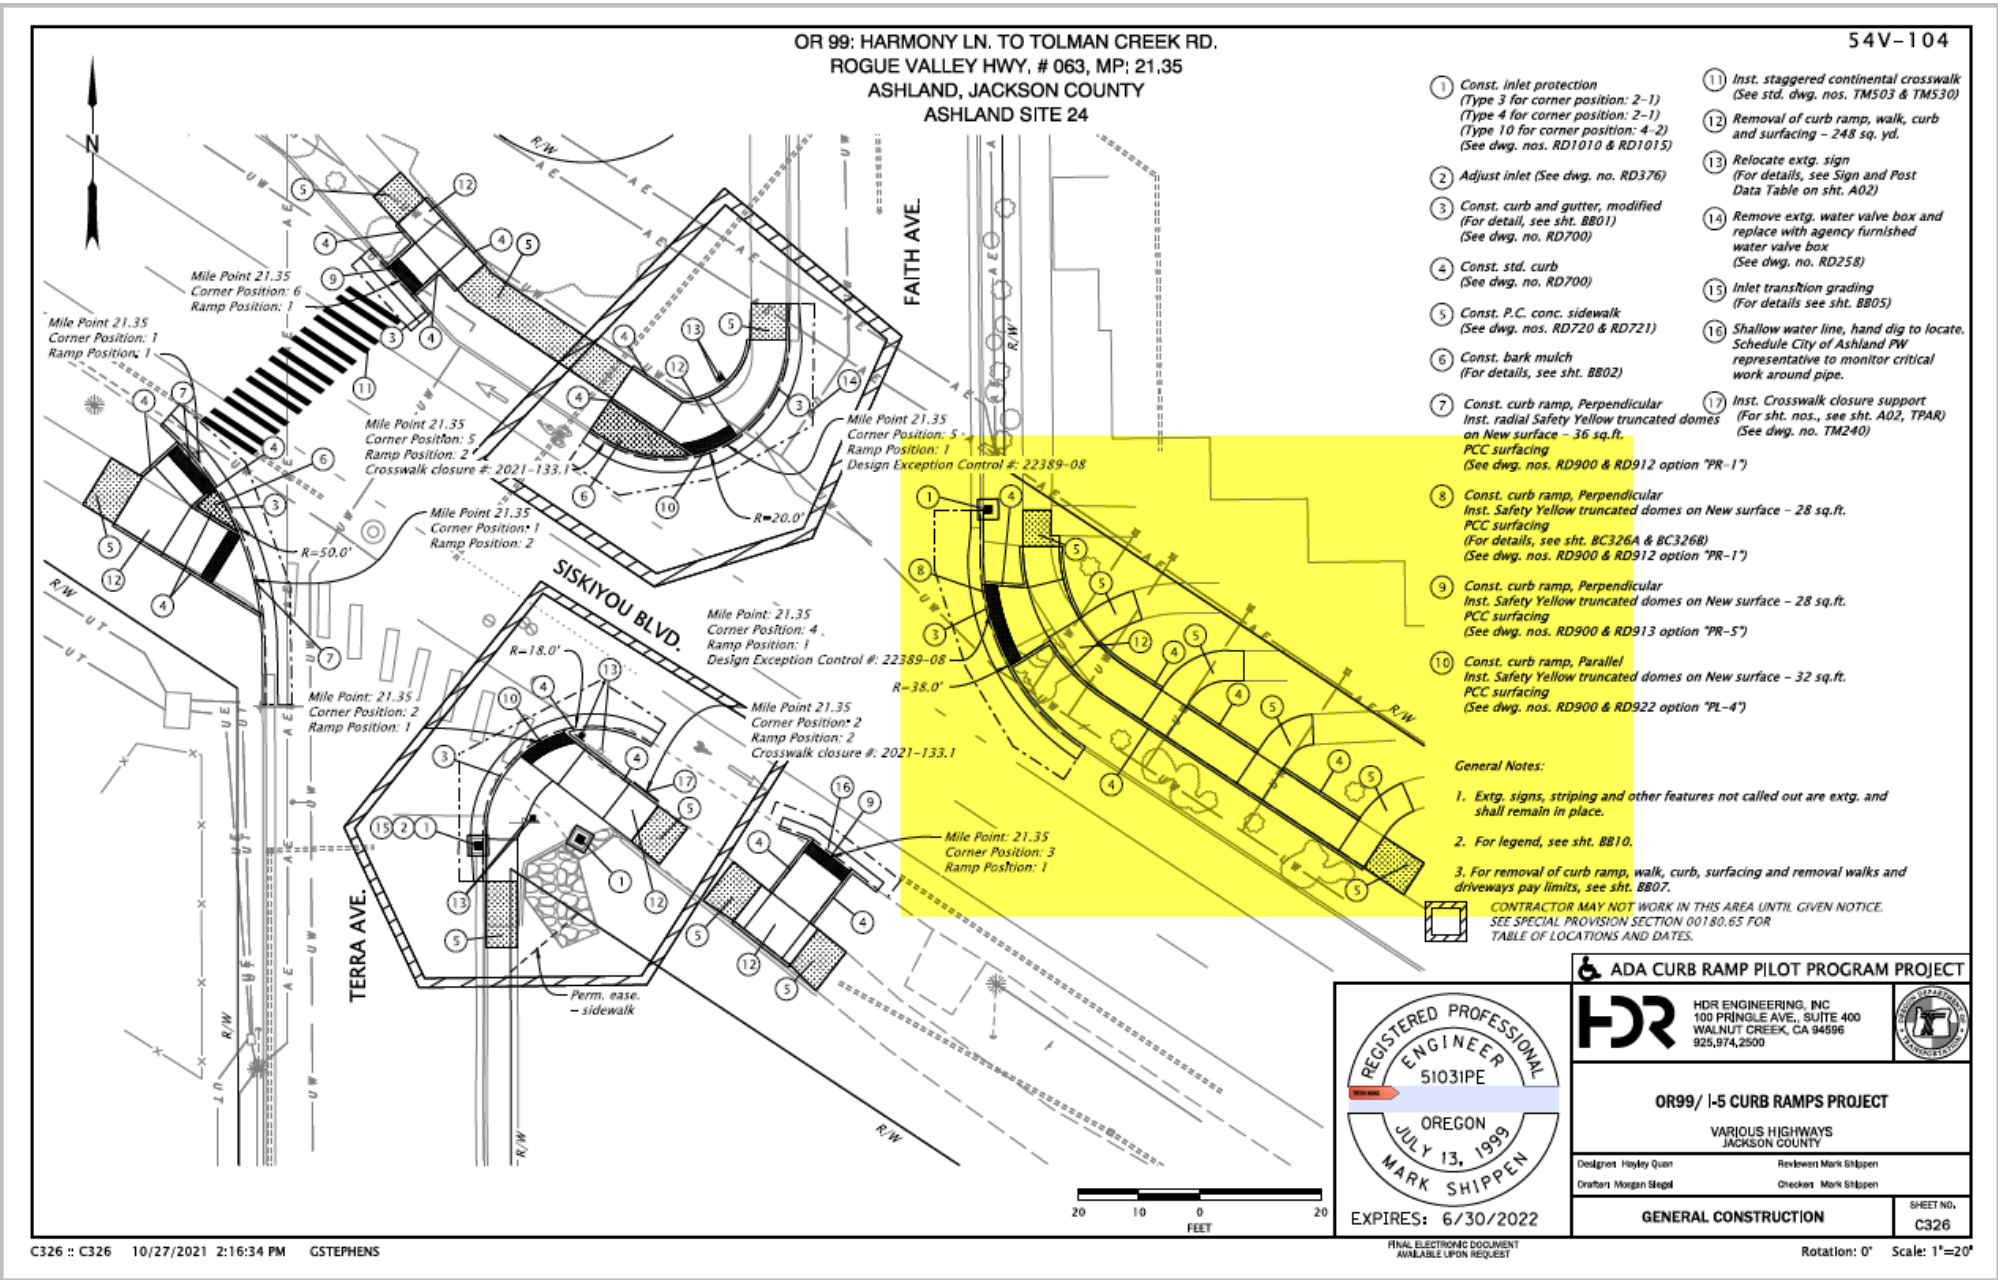 OR 99: HARMONY LN. TO TOLMAN CREEK RD.
ROGUE VALLEY HWY. # 063, MP: 21.35
ASHLAND, JACKSON COUNTY
ASHLAND SITE 24
54V-104
N
1 Const. inlet protection
(Type 3 for corner position: 2-1)
(Type 4 for corner position: 2-1)
(Type 10 for corner position: 4-2)
(See dwg. nos. RD1010 & RD1015)
2 Adjust inlet (See dwg. no. RD376)
3 Const. curb and gutter, modified
(For detail, see sht. BB01)
(See dwg. no. RD700)
4 Const. std. curb
(See dwg. no. RD700)
5 Const. P.C. conc. sidewalk
(See dwg. nos. RD720 & RD721)
6 Const. bark mulch
(For details, see sht. BB02)
7 Const. curb ramp, Perpendicular
Inst. radial Safety Yellow truncated domes
on New surface - 36 sq.ft.
PCC surfacing
(See dwg. nos. RD900 & RD912 option "PR-1")
8 Const. curb ramp, Perpendicular
Inst. Safety Yellow truncated domes on New surface - 28 sq.ft.
PCC surfacing
(For details, see sht. BC326A & BC326B)
(See dwg. nos. RD900 & RD912 option "PR-1")
9 Const. curb ramp, Perpendicular
Inst. Safety Yellow truncated domes on New surface - 28 sq.ft.
PCC surfacing
(See dwg. nos. RD900 & RD913 option "PR-5")
10 Const. curb ramp, Parallel
Inst. Safety Yellow truncated domes on New surface - 32 sq.ft.
PCC surfacing
(See dwg. nos. RD900 & RD922 option "PL-4")
11 Inst. staggered continental crosswalk
(See std. dwg. nos. TM503 & TM530)
12 Removal of curb ramp, walk, curb
and surfacing - 248 sq. yd.
13 Relocate extg. sign
(For details, see Sign and Post
Data Table on sht. A02)
14 Remove extg. water valve box and
replace with agency furnished
water valve box
(See dwg. no. RD258)
15 Inlet transition grading
(For details see sht. BB05)
16 Shallow water line, hand dig to locate.
Schedule City of Ashland PW
representative to monitor critical
work around pipe.
17 Inst. Crosswalk closure support
(For sht. nos., see sht. A02, TPAR)
(See dwg. no. TM240)
General Notes:
1. Extg. signs, striping and other features not called out are extg. and
shall remain in place.
2. For legend, see sht. BB10.
3. For removal of curb ramp, walk, curb, surfacing and removal walks and
driveways pay limits, see sht. BB07.
CONTRACTOR MAY NOT WORK IN THIS AREA UNTIL GIVEN NOTICE.
SEE SPECIAL PROVISION SECTION 00180.65 FOR
TABLE OF LOCATIONS AND DATES.
Mile Point 21.35
Corner Position: 6
Ramp Position: 1
Mile Point 21.35
Corner Position: 1
Ramp Position: 1
Mile Point 21.35
Corner Position: 5
Ramp Position: 2
Crosswalk closure #: 2021-133.1
Mile Point 21.35
Corner Position: 5
Ramp Position: 1
Design Exception Control #: 22389-08
Mile Point 21.35
Corner Position: 1
Ramp Position: 2
Mile Point: 21.35
Corner Position: 4
Ramp Position: 1
Design Exception Control #: 22389-08
Mile Point: 21.35
Corner Position: 2
Ramp Position: 1
Mile Point 21.35
Corner Position: 2
Ramp Position: 2
Crosswalk closure #: 2021-133.1
Mile Point: 21.35
Corner Position: 3
Ramp Position: 1
R=20.0'
R=50.0'
R=18.0'
R=38.0'
FAITH AVE.
SISKIYOU BLVD.
TERRA AVE.
R/W
R/W
R/W
R/W
R/W
R/W
R/W
Perm. ease.
- sidewalk
20 10 0 20
FEET
REGISTERED PROFESSIONAL
ENGINEER
51031PE
OREGON
JULY 13, 1999
MARK SHIPPEN
EXPIRES: 6/30/2022
FINAL ELECTRONIC DOCUMENT
AVAILABLE UPON REQUEST
ADA CURB RAMP PILOT PROGRAM PROJECT
HDR
HDR ENGINEERING, INC
100 PRINGLE AVE., SUITE 400
WALNUT CREEK, CA 94596
925.974.2500
OREGON DEPARTMENT OF
TRANSPORTATION
OR99/ I-5 CURB RAMPS PROJECT
VARIOUS HIGHWAYS
JACKSON COUNTY
Designer: Hayley Quan
Reviewer: Mark Shippen
Drafter: Morgan Siegel
Checker: Mark Shippen
GENERAL CONSTRUCTION
SHEET NO.
C326
C326 :: C326 10/27/2021 2:16:34 PM GSTEPHENS
Rotation: 0° Scale: 1"=20'